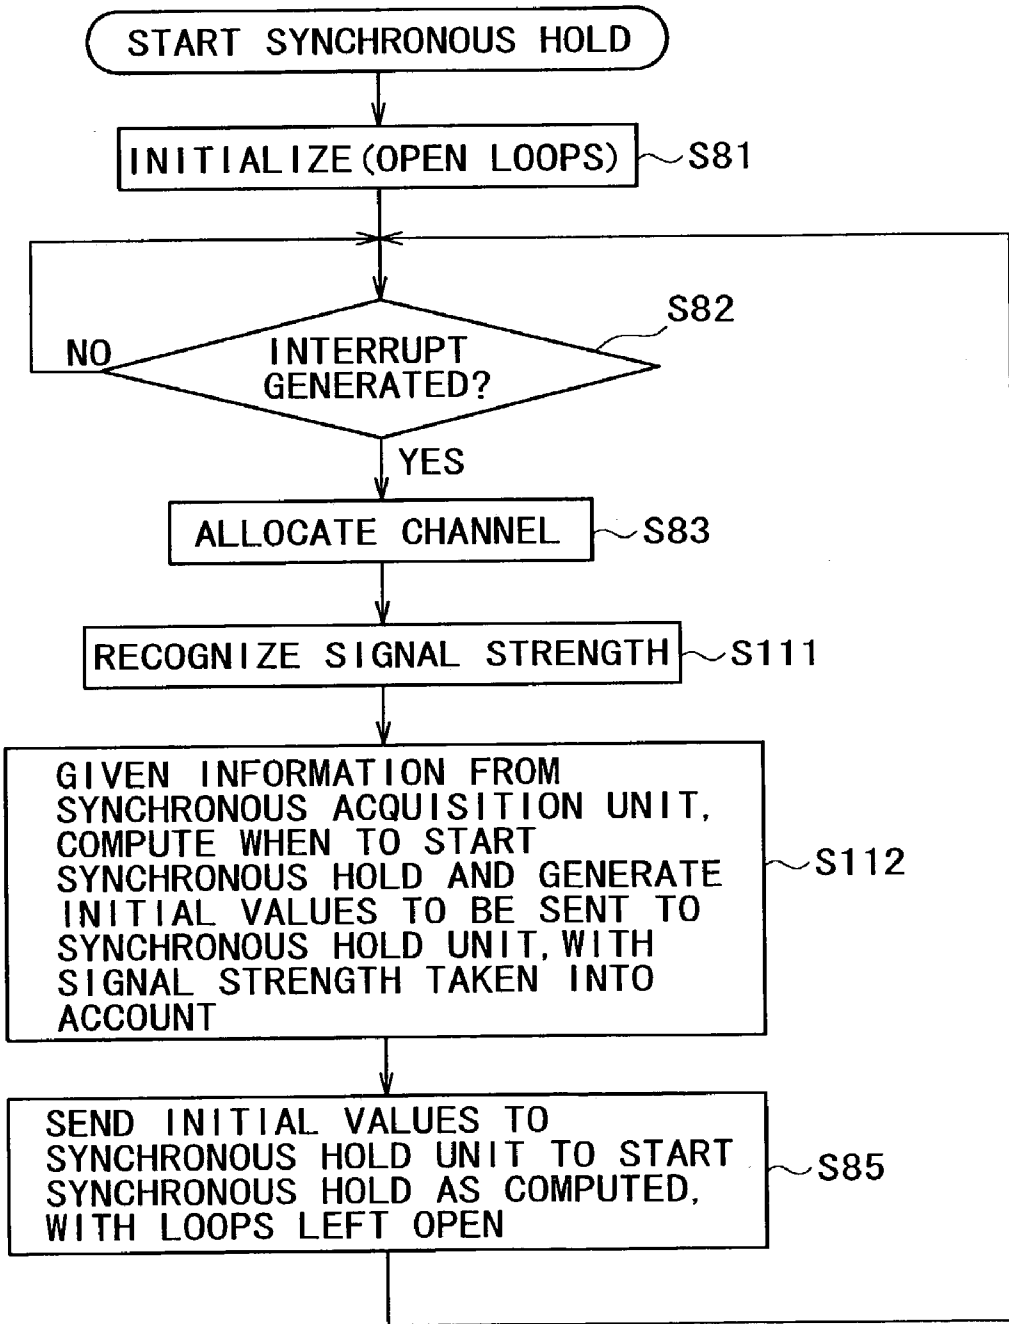 START SYNCHRONOUS HOLD
INITIALIZE(OPEN LOOPS)
S81
S82
NO
INTERRUPT
GENERATED?
YES
ALLOCATE CHANNEL
S83
RECOGNIZE SIGNAL STRENGTH
S111
GIVEN INFORMATION FROM
SYNCHRONOUS ACQUISITION UNIT,
COMPUTE WHEN TO START
SYNCHRONOUS HOLD AND GENERATE
INITIAL VALUES TO BE SENT TO
SYNCHRONOUS HOLD UNIT, WITH
SIGNAL STRENGTH TAKEN INTO
ACCOUNT
S112
SEND INITIAL VALUES TO
SYNCHRONOUS HOLD UNIT TO START
SYNCHRONOUS HOLD AS COMPUTED,
WITH LOOPS LEFT OPEN
S85